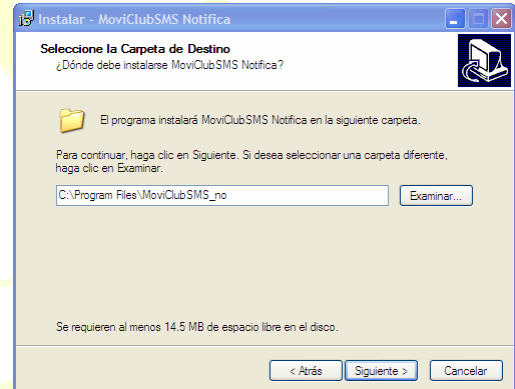 Instalar - MoviClubSMS Notifica
Seleccione la Carpeta de Destino
¿Dónde debe instalarse MoviClubSMS Notifica?
El programa instalará MoviClubSMS Notifica en la siguiente carpeta.
Para continuar, haga clic en Siguiente. Si desea seleccionar una carpeta diferente,
haga clic en Examinar.
C:\Program Files\MoviClubSMS_no
Examinar...
Se requieren al menos 14.5 MB de espacio libre en el disco.
< Atrás
Siguiente >
Cancelar